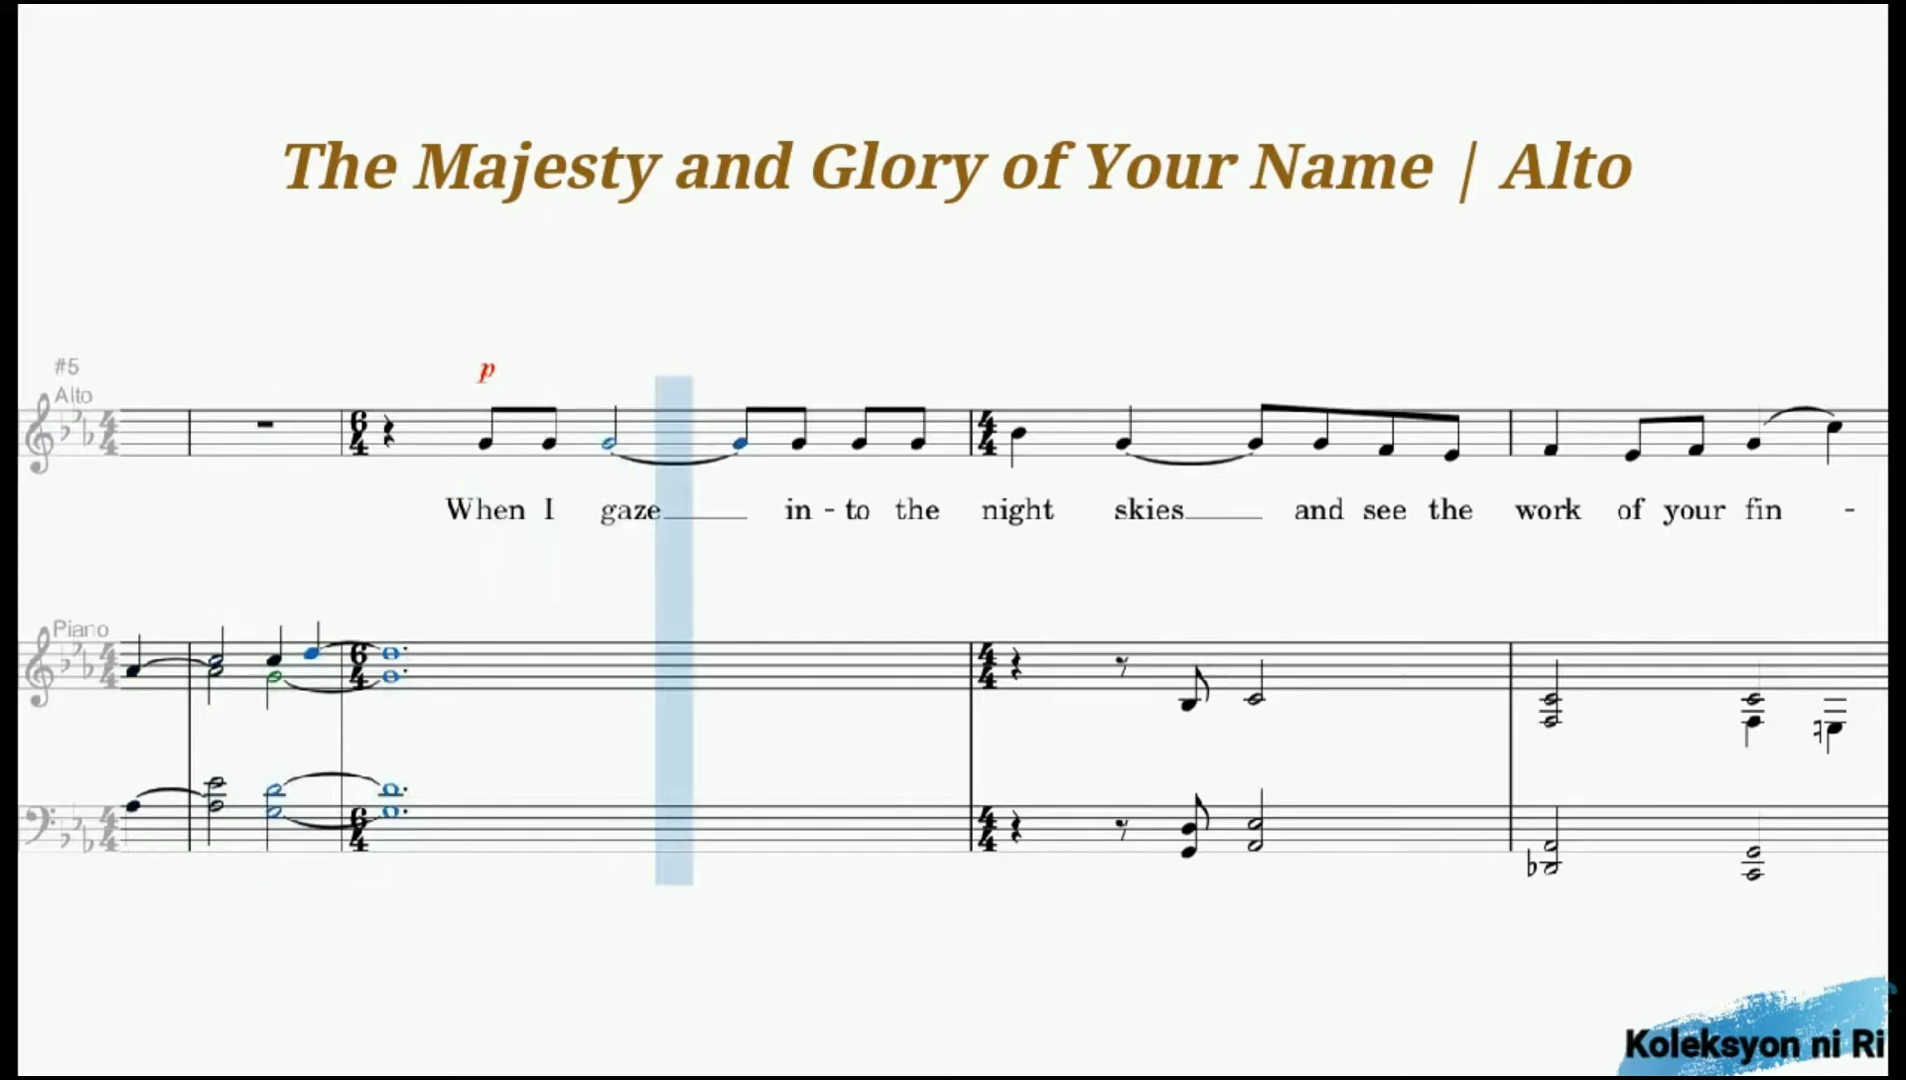 The Majesty and Glory of Your Name | Alto
#5
Alto
p
When I gaze in - to the night skies and see the work of your fin -
Piano
Koleksyon ni Ri